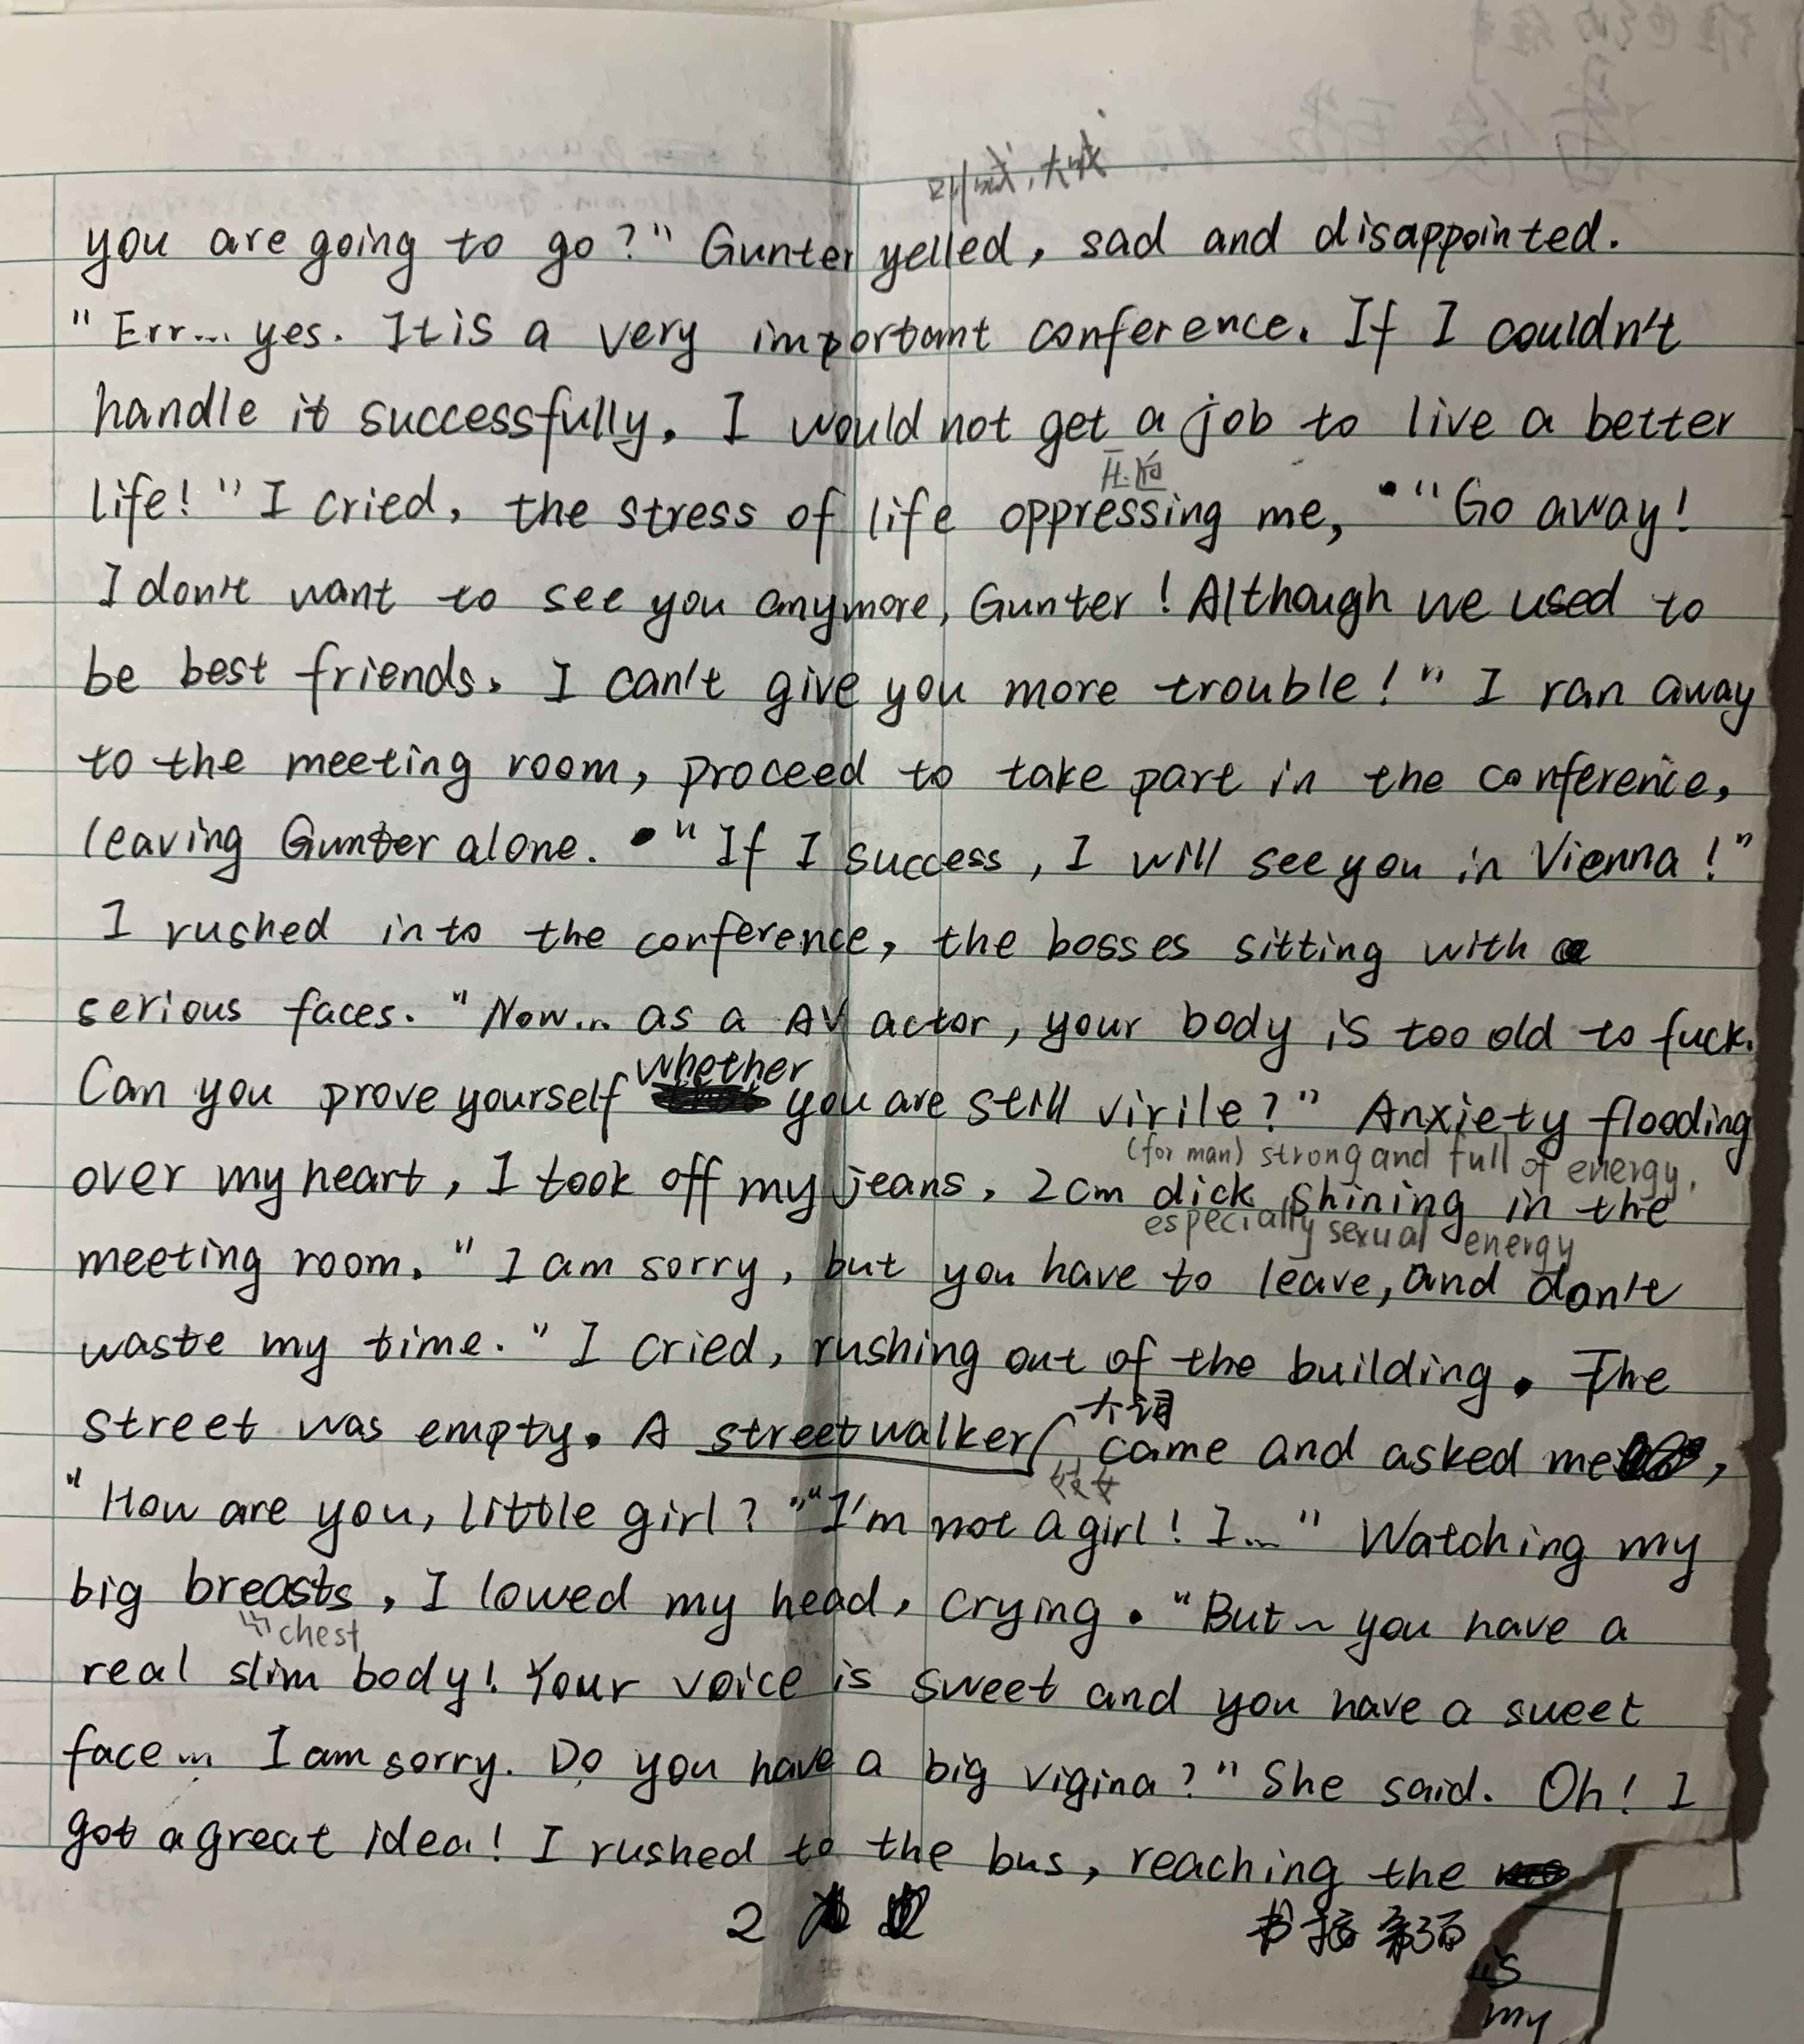 叫喊，大喊
you are going to go?" Gunter yelled, sad and disappointed.
"Err... yes. It is a very important conference. If I couldn't
handle it successfully, I would not get a job to live a better
压迫
life!" I cried, the stress of life oppressing me, "Go away!
I don't want to see you anymore, Gunter! Although we used to
be best friends, I can't give you more trouble!" I ran away
to the meeting room, proceed to take part in the conference,
leaving Gunter alone. "If I success, I will see you in Vienna!"
I rushed into the conference, the bosses sitting with
serious faces. "Now... as a AV actor, your body is too old to fuck.
Can you prove yourself whether you are still virile?" Anxiety flooding
(for man) strong and full of energy,
over my heart, I took off my jeans, 2cm dick shining in the
especially sexual energy
meeting room. "I am sorry, but you have to leave, and don't
waste my time." I cried, rushing out of the building. The
大词
street was empty. A streetwalker came and asked me,
妓女
"How are you, little girl?" "I'm not a girl! I..." Watching my
big breasts, I lowed my head, crying. "But~ you have a
chest
real slim body! Your voice is sweet and you have a sweet
face... I am sorry. Do you have a big vigina?" She said. Oh! I
got a great idea! I rushed to the bus, reaching the
2
书接第3页
is
my